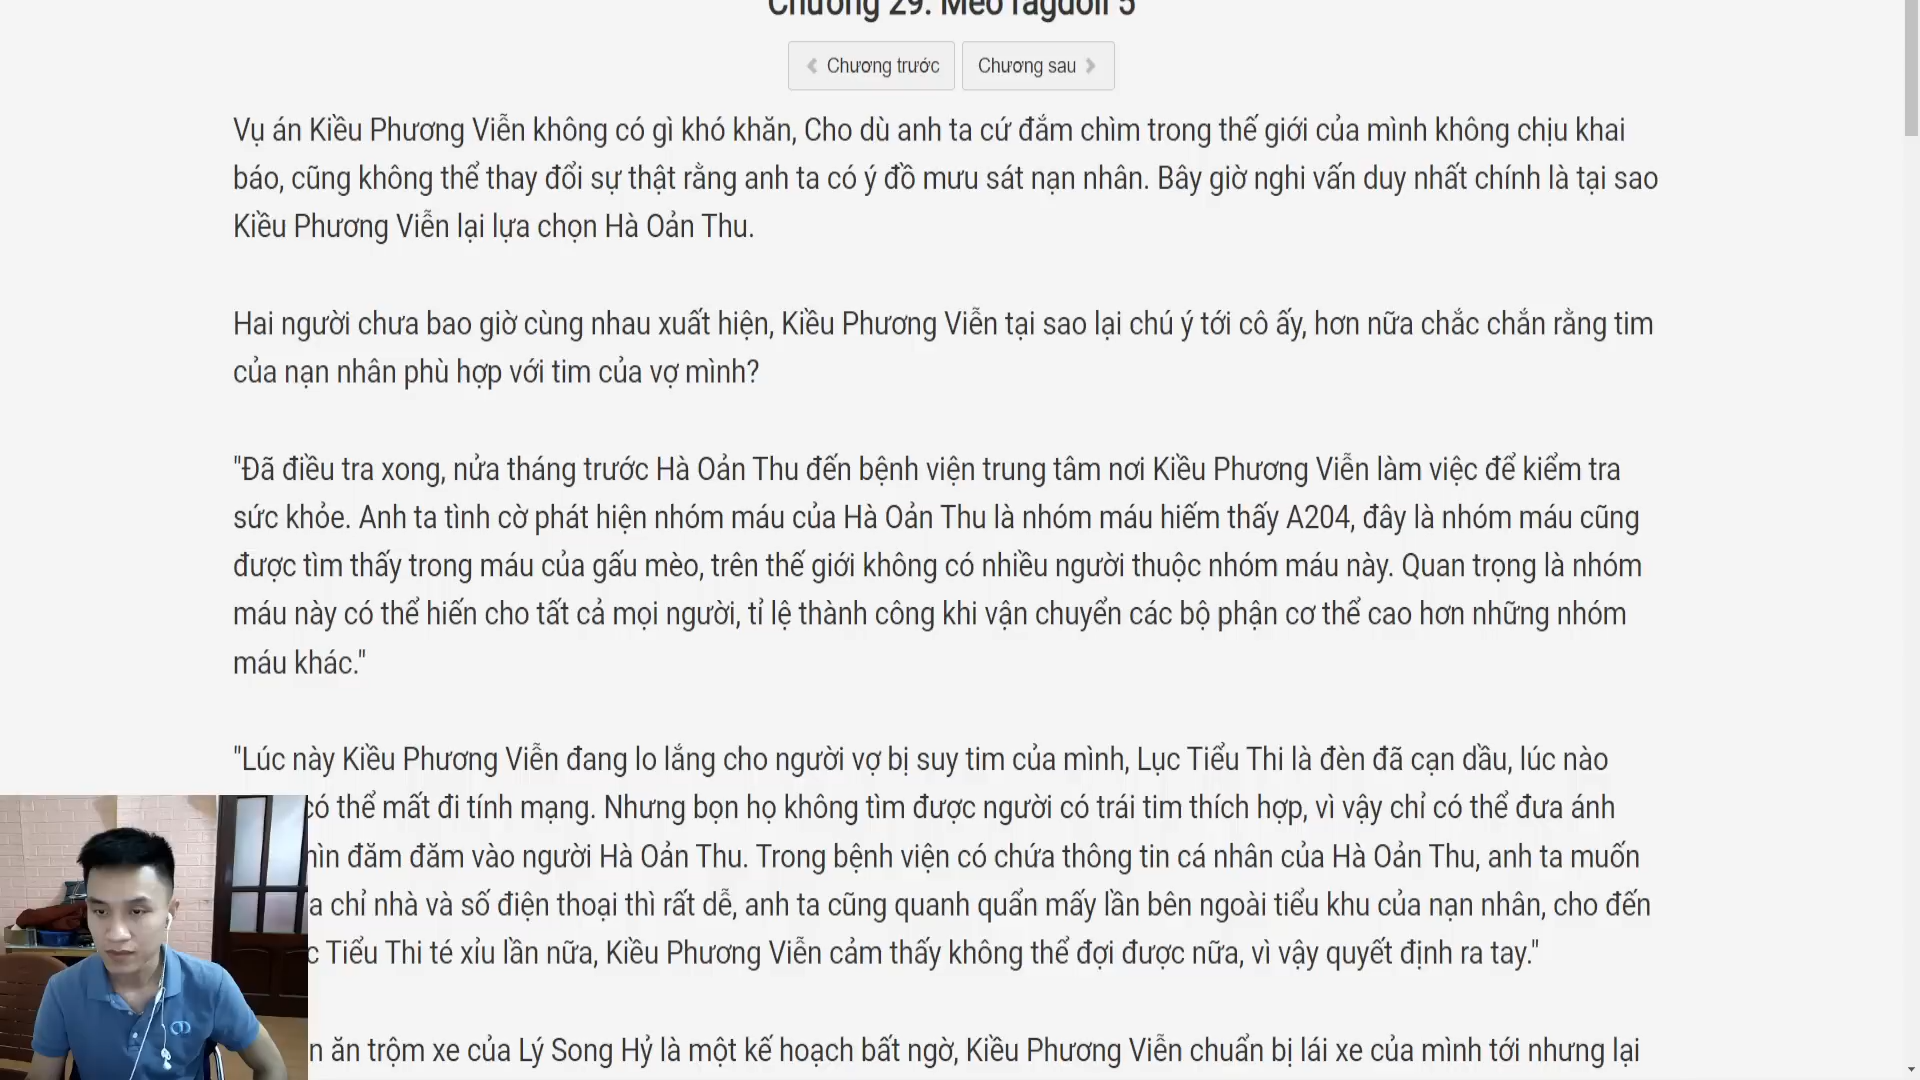 Chương 29: Mèo ragdoll 5
Chương trước Chương sau
Vụ án Kiều Phương Viễn không có gì khó khăn, Cho dù anh ta cứ đắm chìm trong thế giới của mình không chịu khai
báo, cũng không thể thay đổi sự thật rằng anh ta có ý đồ mưu sát nạn nhân. Bây giờ nghi vấn duy nhất chính là tại sao
Kiều Phương Viễn lại lựa chọn Hà Oản Thu.
Hai người chưa bao giờ cùng nhau xuất hiện, Kiều Phương Viễn tại sao lại chú ý tới cô ấy, hơn nữa chắc chắn rằng tim
của nạn nhân phù hợp với tim của vợ mình?
"Đã điều tra xong, nửa tháng trước Hà Oản Thu đến bệnh viện trung tâm nơi Kiều Phương Viễn làm việc để kiểm tra
sức khỏe. Anh ta tình cờ phát hiện nhóm máu của Hà Oản Thu là nhóm máu hiếm thấy A204, đây là nhóm máu cũng
được tìm thấy trong máu của gấu mèo, trên thế giới không có nhiều người thuộc nhóm máu này. Quan trọng là nhóm
máu này có thể hiến cho tất cả mọi người, tỉ lệ thành công khi vận chuyển các bộ phận cơ thể cao hơn những nhóm
máu khác."
"Lúc này Kiều Phương Viễn đang lo lắng cho người vợ bị suy tim của mình, Lục Tiểu Thi là đèn đã cạn dầu, lúc nào
có thể mất đi tính mạng. Nhưng bọn họ không tìm được người có trái tim thích hợp, vì vậy chỉ có thể đưa ánh
đăm đăm vào người Hà Oản Thu. Trong bệnh viện có chứa thông tin cá nhân của Hà Oản Thu, anh ta muốn
chỉ nhà và số điện thoại thì rất dễ, anh ta cũng quanh quẩn mấy lần bên ngoài tiểu khu của nạn nhân, cho đến
Tiểu Thi té xỉu lần nữa, Kiều Phương Viễn cảm thấy không thể đợi được nữa, vì vậy quyết định ra tay."
ăn trộm xe của Lý Song Hỷ là một kế hoạch bất ngờ, Kiều Phương Viễn chuẩn bị lái xe của mình tới nhưng lại